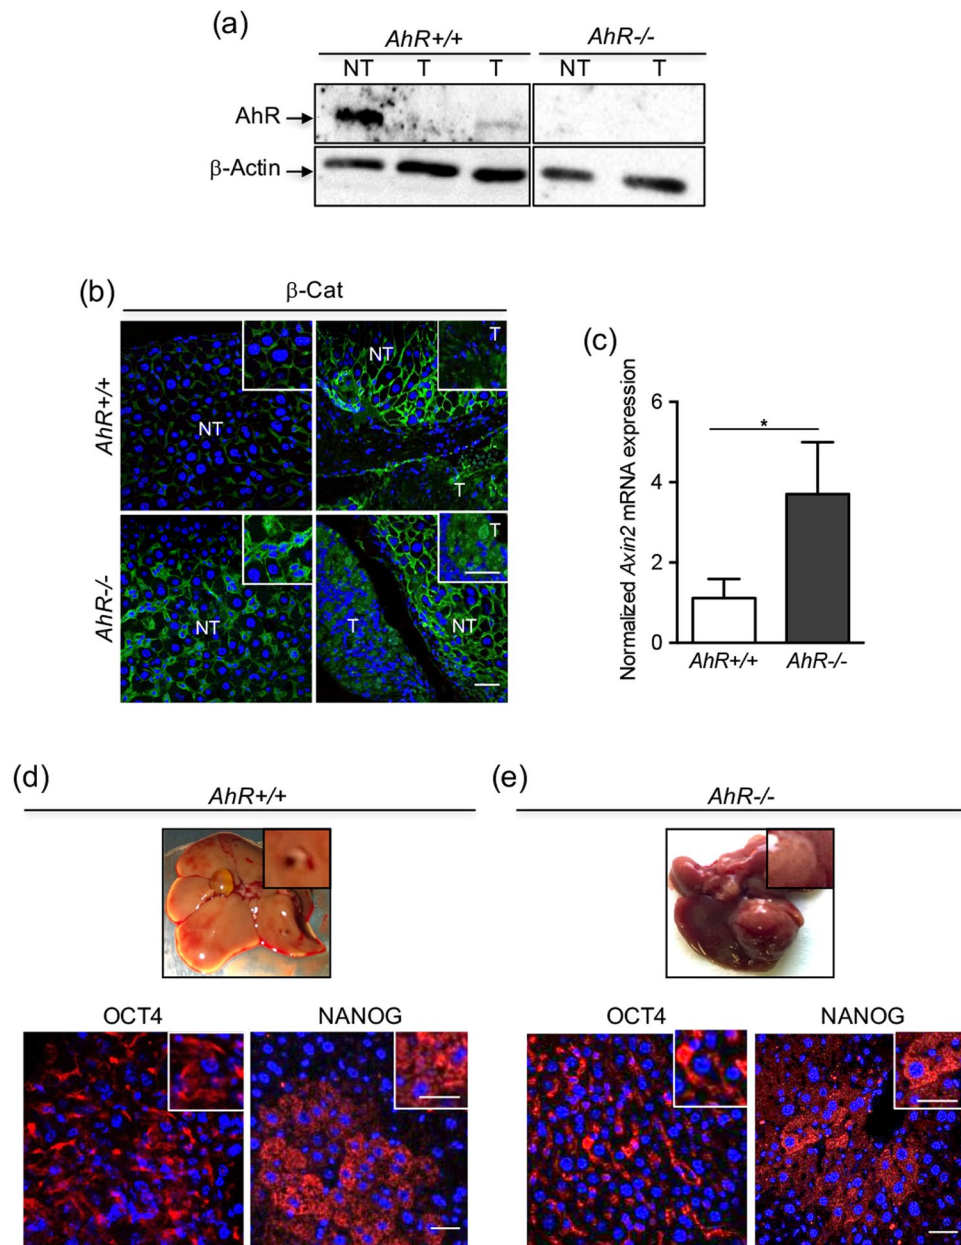 (a)
AhR+/+ AhR-/-
NT T T NT T
AhR
β-Actin
(b)
β-Cat
AhR+/+
NT
NT
T
T
AhR-/-
NT
T
NT
T
(c)
Normalized Axin2 mRNA expression
6
4
2
0
*
AhR+/+ AhR-/-
(d)
AhR+/+
OCT4 NANOG
(e)
AhR-/-
OCT4 NANOG